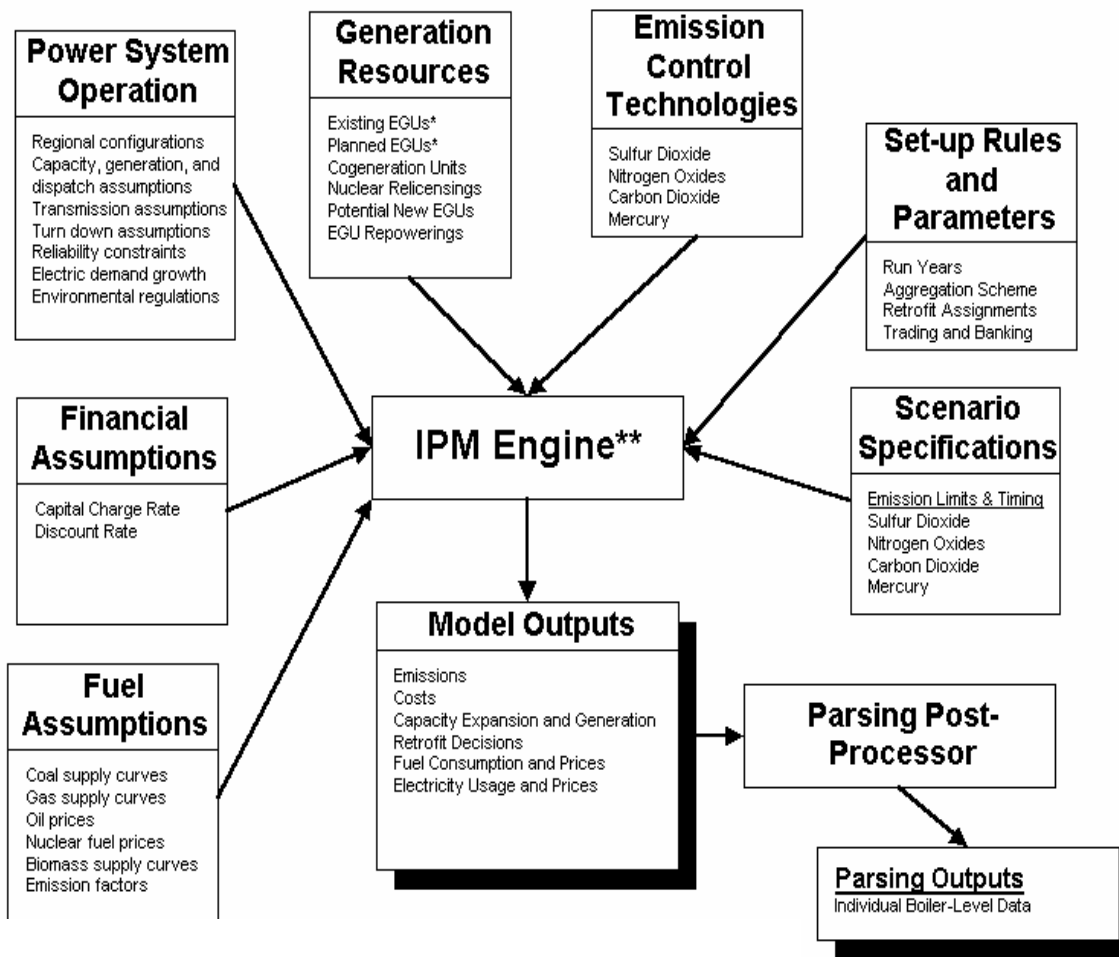 Power System
Operation
Regional configurations
Capacity, generation, and
dispatch assumptions
Transmission assumptions
Turn down assumptions
Reliability constraints
Electric demand growth
Environmental regulations
Generation
Resources
Existing EGUs*
Planned EGUs*
Cogeneration Units
Nuclear Relicensings
Potential New EGUs
EGU Repowerings
Emission
Control
Technologies
Sulfur Dioxide
Nitrogen Oxides
Carbon Dioxide
Mercury
Set-up Rules
and
Parameters
Run Years
Aggregation Scheme
Retrofit Assignments
Trading and Banking
Financial
Assumptions
Capital Charge Rate
Discount Rate
IPM Engine**
Scenario
Specifications
Emission Limits & Timing
Sulfur Dioxide
Nitrogen Oxides
Carbon Dioxide
Mercury
Fuel
Assumptions
Coal supply curves
Gas supply curves
Oil prices
Nuclear fuel prices
Biomass supply curves
Emission factors
Model Outputs
Emissions
Costs
Capacity Expansion and Generation
Retrofit Decisions
Fuel Consumption and Prices
Electricity Usage and Prices
Parsing Post-
Processor
Parsing Outputs
Individual Boiler-Level Data